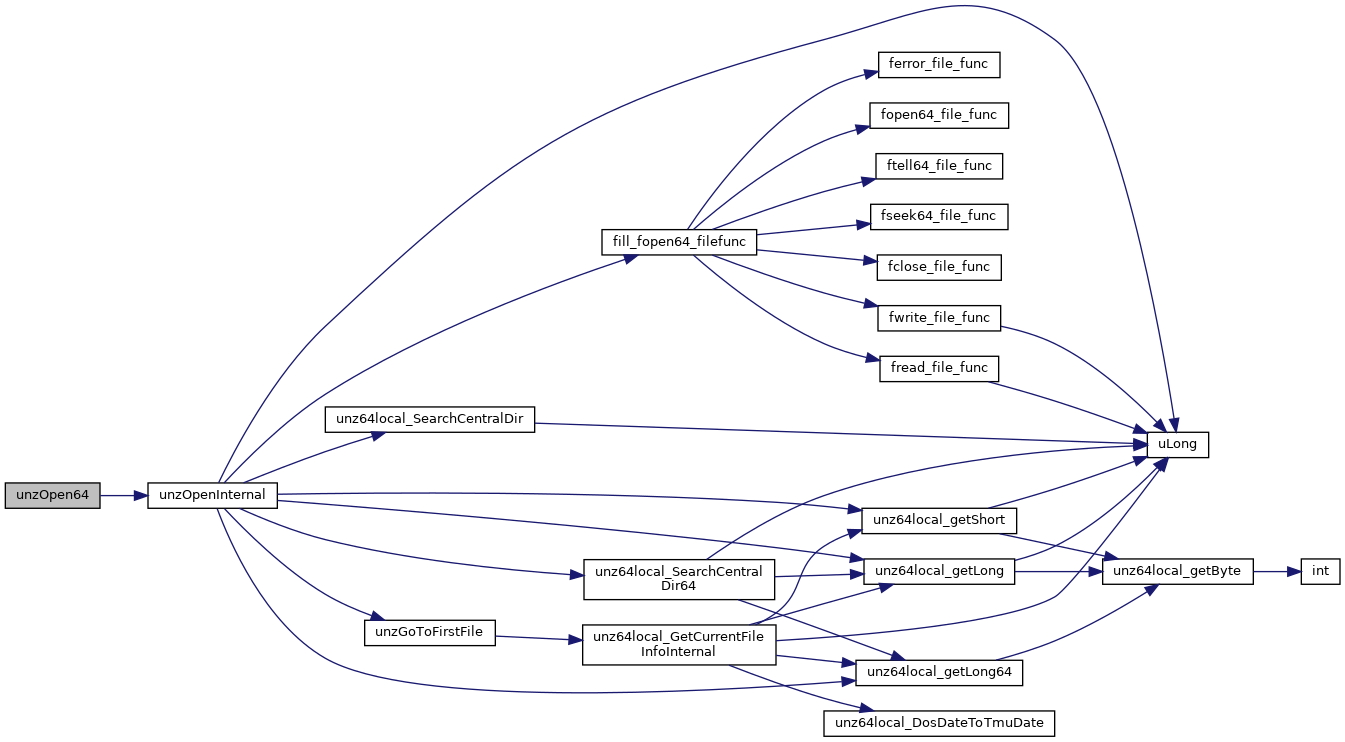 ferror_file_func
fopen64_file_func
ftell64_file_func
fseek64_file_func
fill_fopen64_filefunc
fclose_file_func
fwrite_file_func
fread_file_func
unz64local_SearchCentralDir
uLong
unzOpen64
unzOpenInternal
unz64local_getShort
unz64local_SearchCentral
Dir64
unz64local_getLong
unz64local_getByte
int
unzGoToFirstFile
unz64local_GetCurrentFile
InfoInternal
unz64local_getLong64
unz64local_DosDateToTmuDate